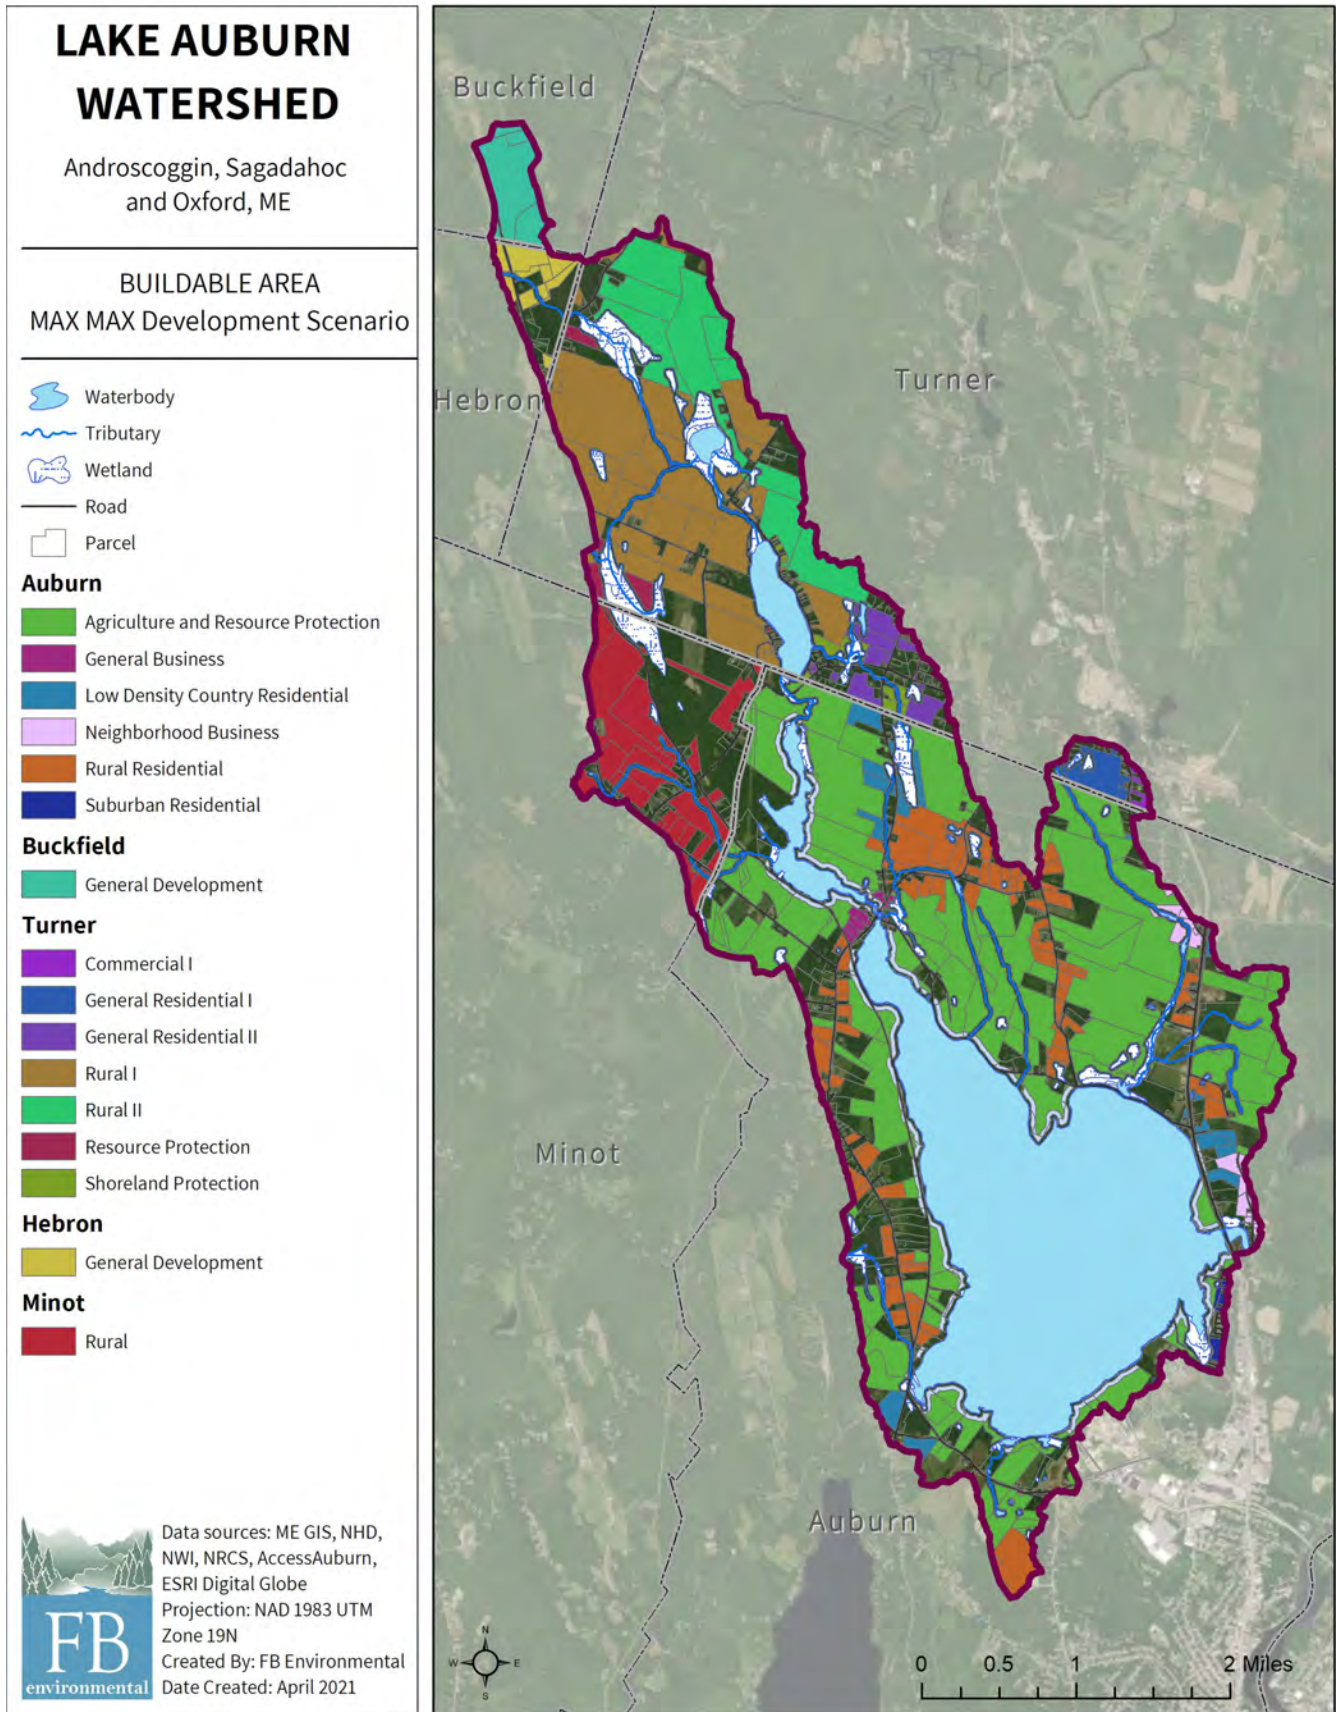 LAKE AUBURN
WATERSHED
Androscoggin, Sagadahoc
and Oxford, ME
BUILDABLE AREA
MAX MAX Development Scenario
Waterbody
Tributary
Wetland
Road
Parcel
Auburn
Agriculture and Resource Protection
General Business
Low Density Country Residential
Neighborhood Business
Rural Residential
Suburban Residential
Buckfield
General Development
Turner
Commercial I
General Residential I
General Residential II
Rural I
Rural II
Resource Protection
Shoreland Protection
Hebron
General Development
Minot
Rural
FB
environmental
Data sources: ME GIS, NHD,
NWI, NRCS, AccessAuburn,
ESRI Digital Globe
Projection: NAD 1983 UTM
Zone 19N
Created By: FB Environmental
Date Created: April 2021
Buckfield
Turner
Hebron
Minot
Auburn
N
W E
S
0 0.5 1 2 Miles